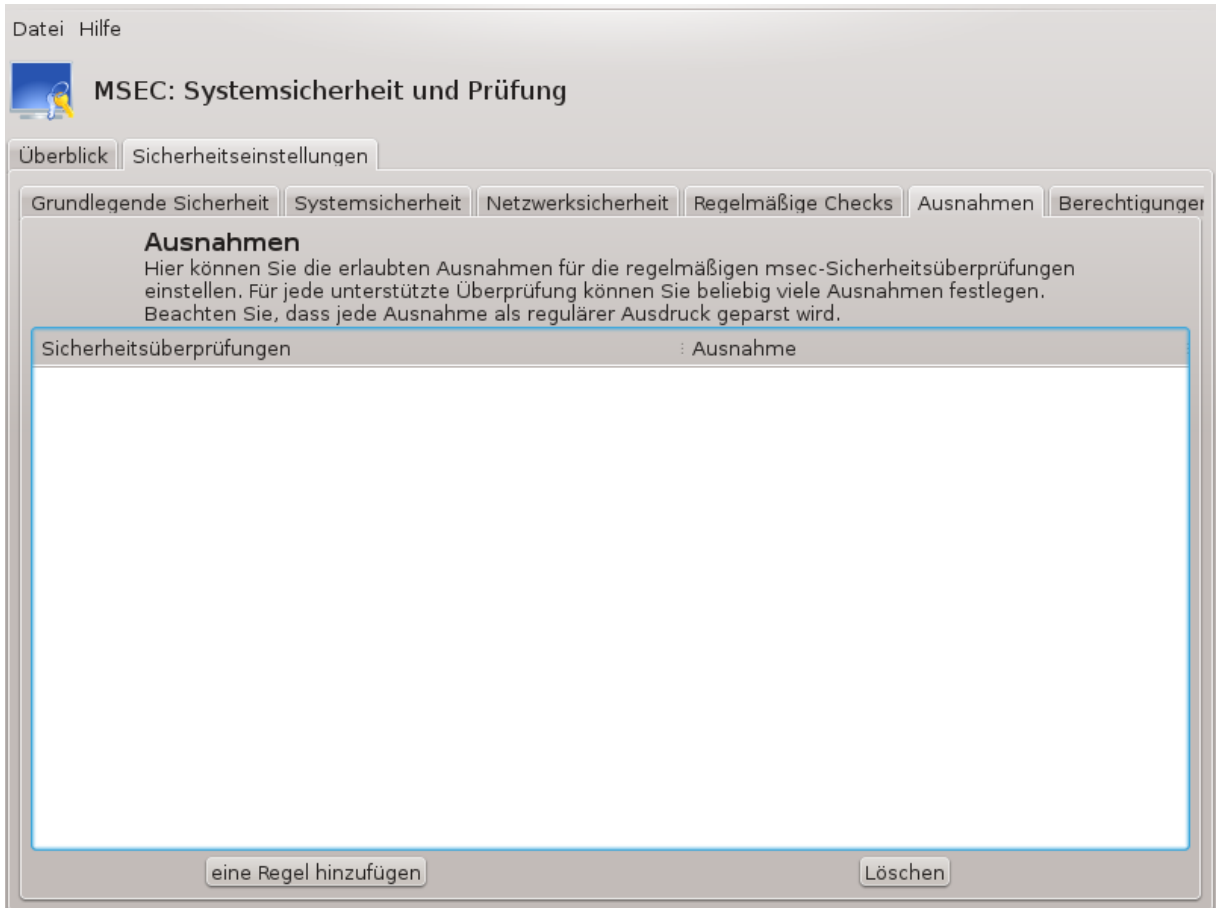 Datei Hilfe
MSEC: Systemsicherheit und Prüfung
Überblick Sicherheitseinstellungen
Grundlegende Sicherheit Systemsicherheit Netzwerksicherheit Regelmäßige Checks Ausnahmen Berechtigunger
Ausnahmen
Hier können Sie die erlaubten Ausnahmen für die regelmäßigen msec-Sicherheitsüberprüfungen
einstellen. Für jede unterstützte Überprüfung können Sie beliebig viele Ausnahmen festlegen.
Beachten Sie, dass jede Ausnahme als regulärer Ausdruck geparst wird.
Sicherheitsüberprüfungen Ausnahme
eine Regel hinzufügen Löschen